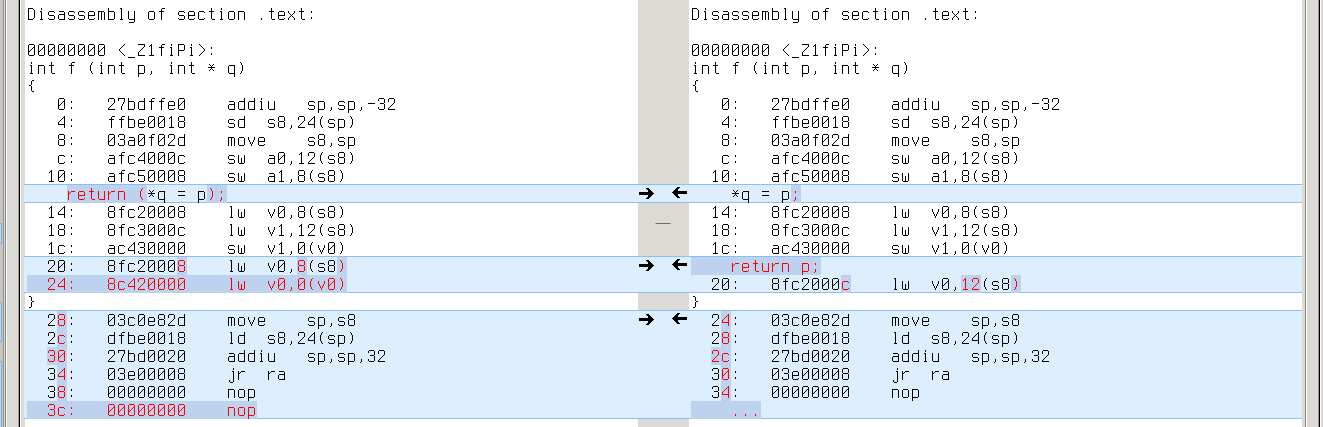 Disassembly of section .text:
00000000 <_Z1fiPi>:
int f (int p, int * q)
{
0: 27bdffe0 addiu sp,sp,-32
4: ffbe0018 sd s8,24(sp)
8: 03a0f02d move s8,sp
c: afc4000c sw a0,12(s8)
10: afc50008 sw a1,8(s8)
return (*q = p);
14: 8fc20008 lw v0,8(s8)
18: 8fc3000c lw v1,12(s8)
1c: ac430000 sw v1,0(v0)
20: 8fc20008 lw v0,8(s8)
24: 8c420000 lw v0,0(v0)
}
28: 03c0e82d move sp,s8
2c: dfbe0018 ld s8,24(sp)
30: 27bd0020 addiu sp,sp,32
34: 03e00008 jr ra
38: 00000000 nop
3c: 00000000 nop
Disassembly of section .text:
00000000 <_Z1fiPi>:
int f (int p, int * q)
{
0: 27bdffe0 addiu sp,sp,-32
4: ffbe0018 sd s8,24(sp)
8: 03a0f02d move s8,sp
c: afc4000c sw a0,12(s8)
10: afc50008 sw a1,8(s8)
*q = p;
14: 8fc20008 lw v0,8(s8)
18: 8fc3000c lw v1,12(s8)
1c: ac430000 sw v1,0(v0)
return p;
20: 8fc2000c lw v0,12(s8)
}
24: 03c0e82d move sp,s8
28: dfbe0018 ld s8,24(sp)
2c: 27bd0020 addiu sp,sp,32
30: 03e00008 jr ra
34: 00000000 nop
...